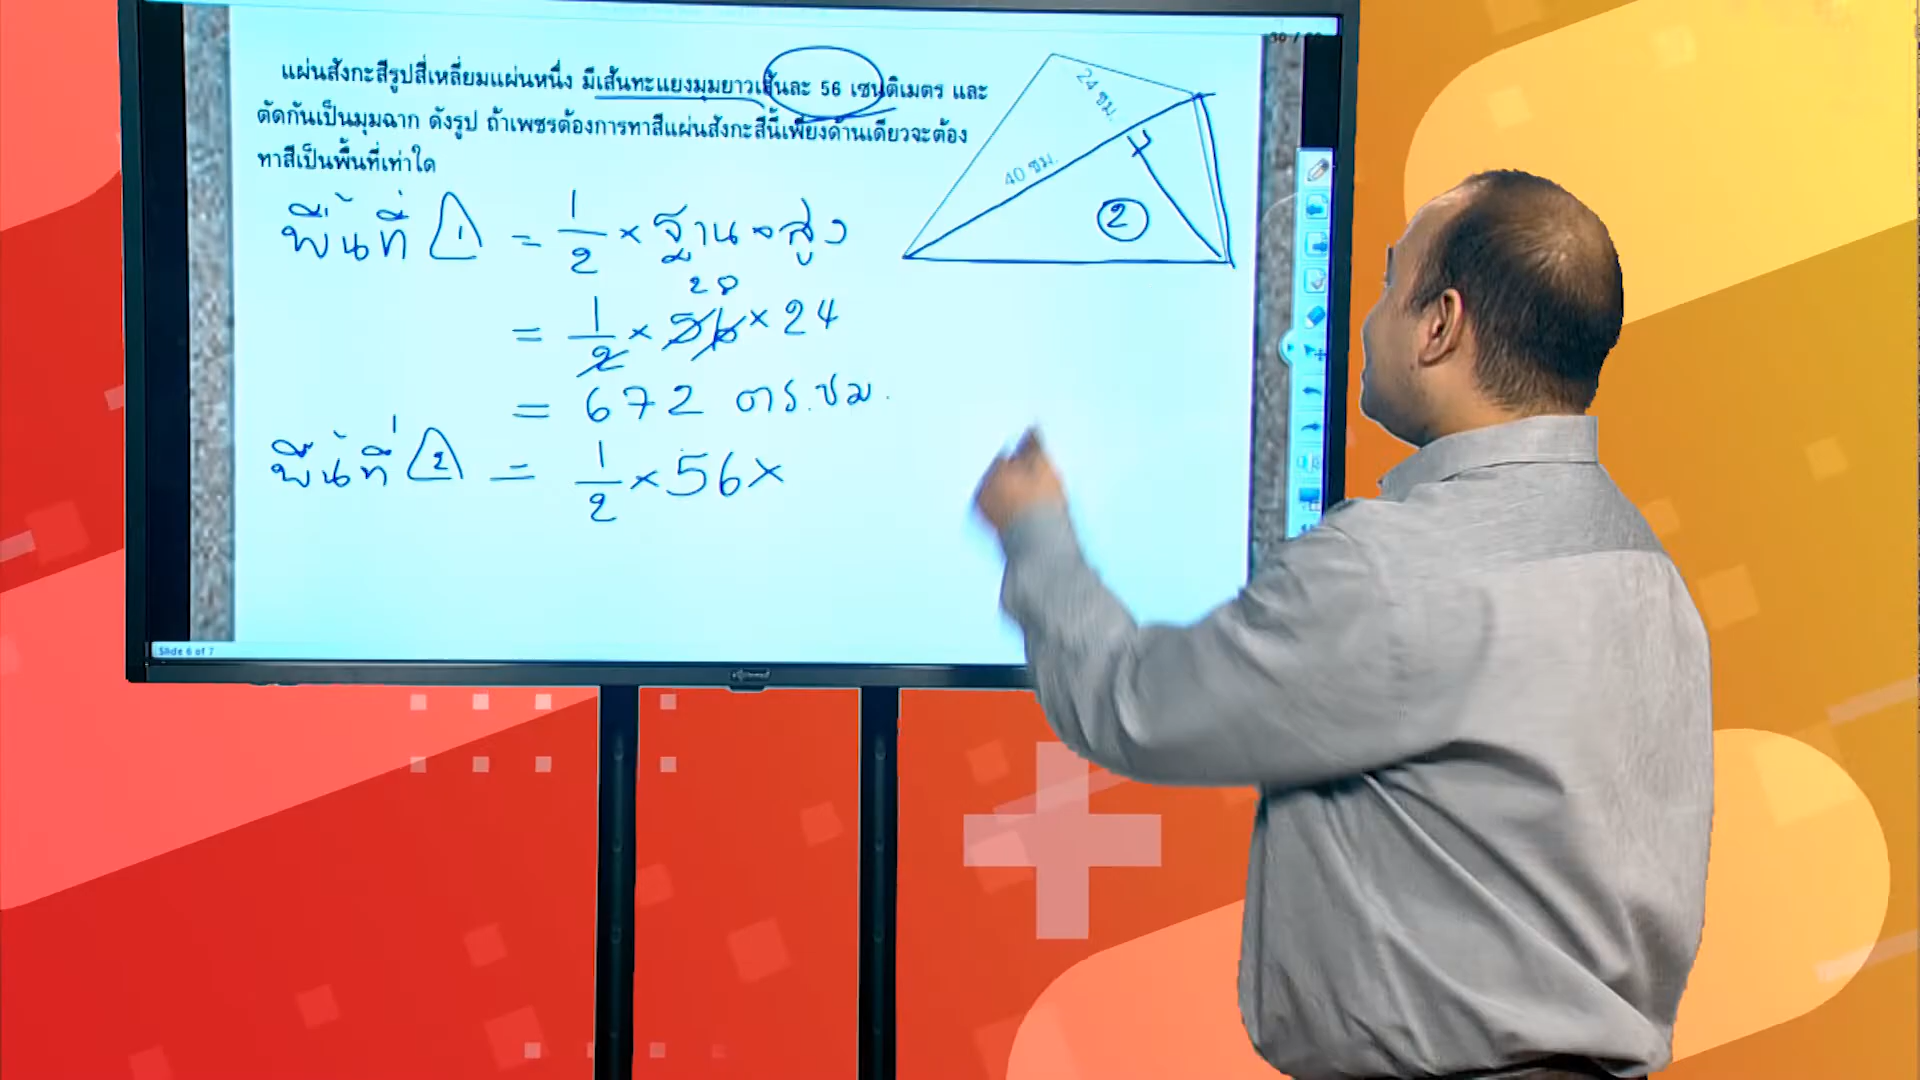 แผ่นสังกะสีรูปสี่เหลี่ยมแผ่นหนึ่ง มีเส้นทะแยงมุมยาวเส้นละ 56 เซนติเมตร และ
ตัดกันเป็นมุมฉาก ดังรูป ถ้าเพชรต้องการทาสีแผ่นสังกะสีนี้เพียงด้านเดียวจะต้อง
ทาสีเป็นพื้นที่เท่าใด
24 ซม.
40 ซม.
2
พื้นที่ 1 = 1/2 × ฐาน × สูง
28
= 1/2 × 56 × 24
= 672 ตร.ซม.
พื้นที่ 2 = 1/2 × 56 ×
Slide 6 of 7